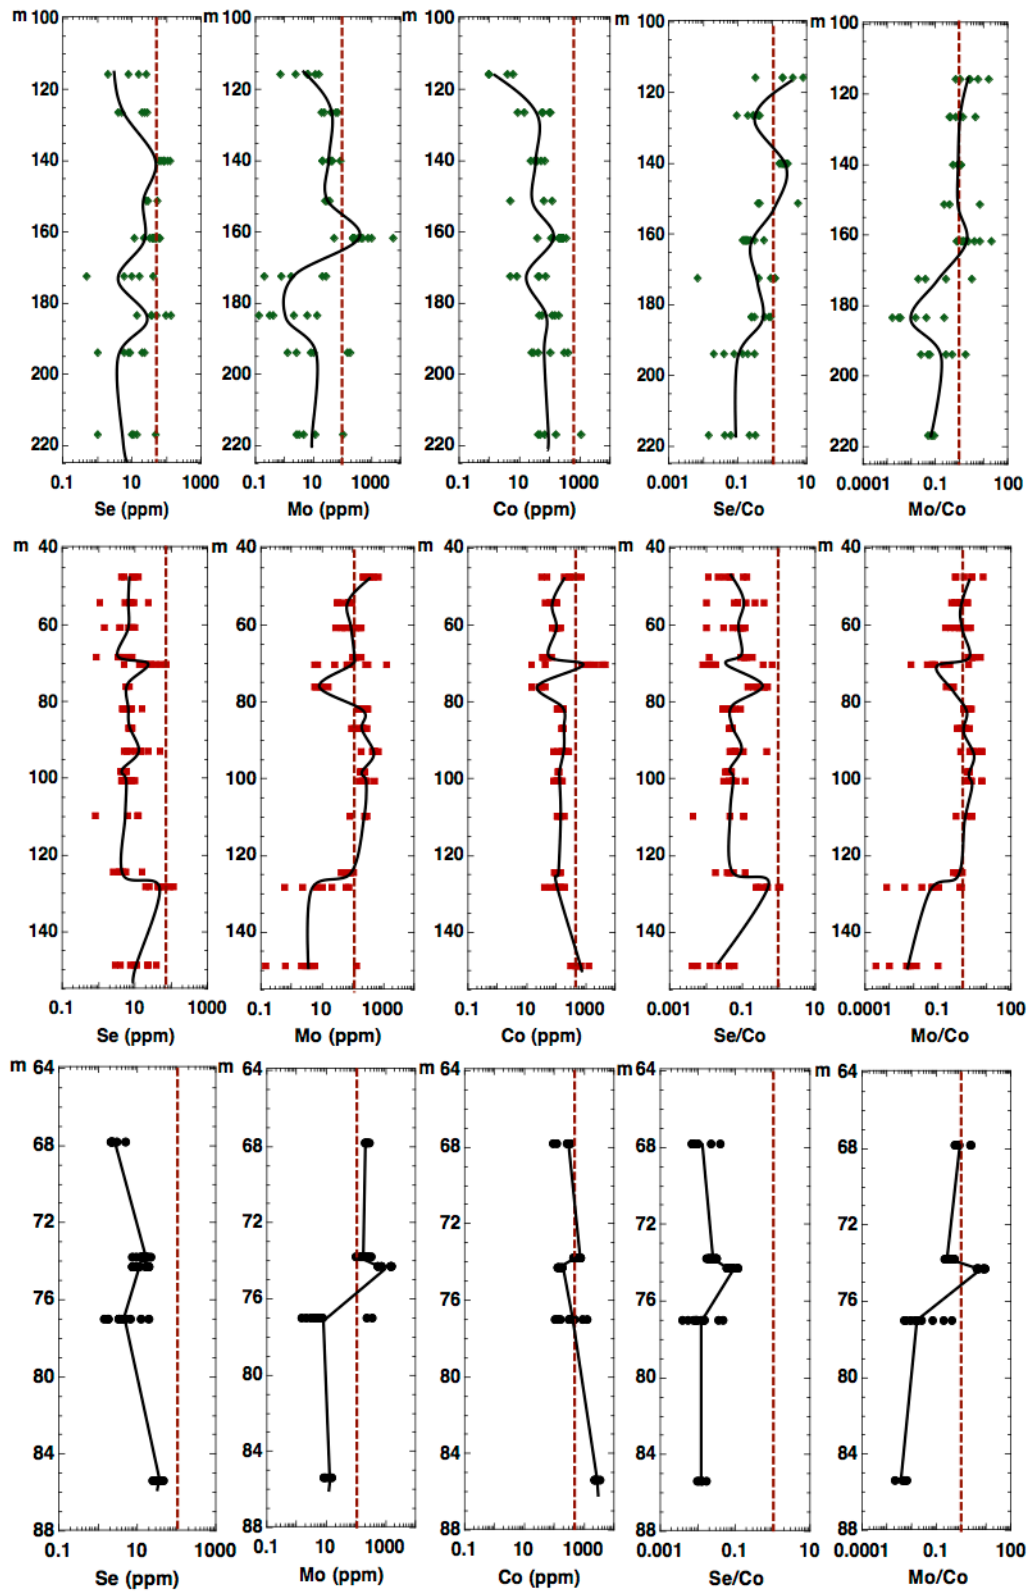 m 100 m 100 m 100 m 100 m 100
120 120 120 120 120
140 140 140 140 140
160 160 160 160 160
180 180 180 180 180
200 200 200 200 200
220 220 220 220 220
0.1 10 1000 0.1 10 1000 0.1 10 1000 0.001 0.1 10 0.0001 0.1 100
Se (ppm) Mo (ppm) Co (ppm) Se/Co Mo/Co
m 40 m 40 m 40 m 40 m 40
60 60 60 60 60
80 80 80 80 80
100 100 100 100 100
120 120 120 120 120
140 140 140 140 140
0.1 10 1000 0.1 10 1000 0.1 10 1000 0.001 0.1 10 0.0001 0.1 100
Se (ppm) Mo (ppm) Co (ppm) Se/Co Mo/Co
m 64 m 64 m 64 m 64 m 64
68 68 68 68 68
72 72 72 72 72
76 76 76 76 76
80 80 80 80 80
84 84 84 84 84
88 88 88 88 88
0.1 10 1000 0.1 10 1000 0.1 10 1000 0.001 0.1 10 0.0001 0.1 100
Se (ppm) Mo (ppm) Co (ppm) Se/Co Mo/Co